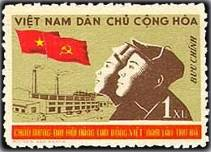 VIỆT NAM DÂN CHỦ CỘNG HÒA
BƯU CHÍNH
1 XU
CHÀO MỪNG ĐẠI HỘI ĐẢNG LAO ĐỘNG VIỆT NAM LẦN THỨ BA